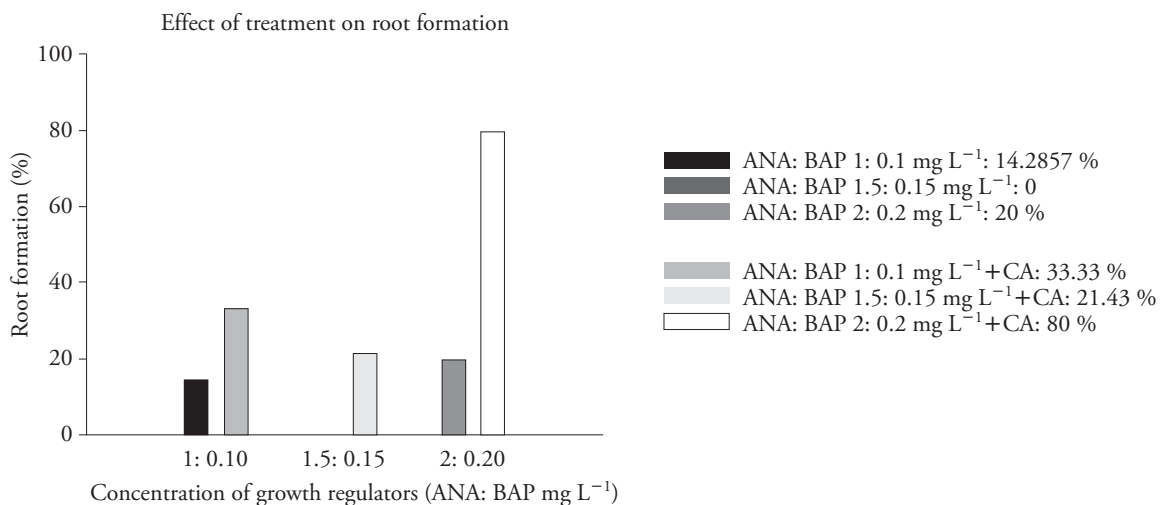 Effect of treatment on root formation
100
80
60
40
20
0
Root formation (%)
1: 0.10
1.5: 0.15
2: 0.20
Concentration of growth regulators (ANA: BAP mg L⁻¹)
ANA: BAP 1: 0.1 mg L⁻¹: 14.2857 %
ANA: BAP 1.5: 0.15 mg L⁻¹: 0
ANA: BAP 2: 0.2 mg L⁻¹: 20 %
ANA: BAP 1: 0.1 mg L⁻¹+CA: 33.33 %
ANA: BAP 1.5: 0.15 mg L⁻¹+CA: 21.43 %
ANA: BAP 2: 0.2 mg L⁻¹+CA: 80 %